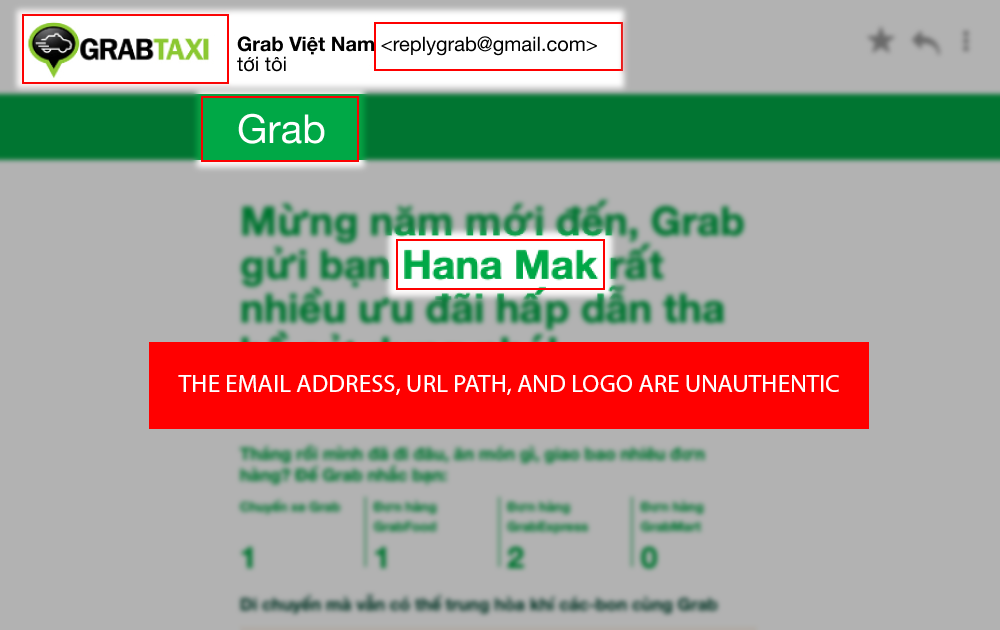 GRABTAXI
Grab Việt Nam <replygrab@gmail.com>
tới tôi
Grab
Mừng năm mới đến, Grab
gửi bạn Hana Mak rất
nhiều ưu đãi hấp dẫn tha
THE EMAIL ADDRESS, URL PATH, AND LOGO ARE UNAUTHENTIC
Tháng rồi mình đã đi đâu, ăn món gì, giao bao nhiêu đơn
hàng? Để Grab nhắc bạn:
Chuyến xe Grab Đơn hàng Đơn hàng Đơn hàng
GrabFood GrabExpress GrabMart
1 1 2 0
Di chuyển mà vẫn có thể trung hòa khí các-bon cùng Grab